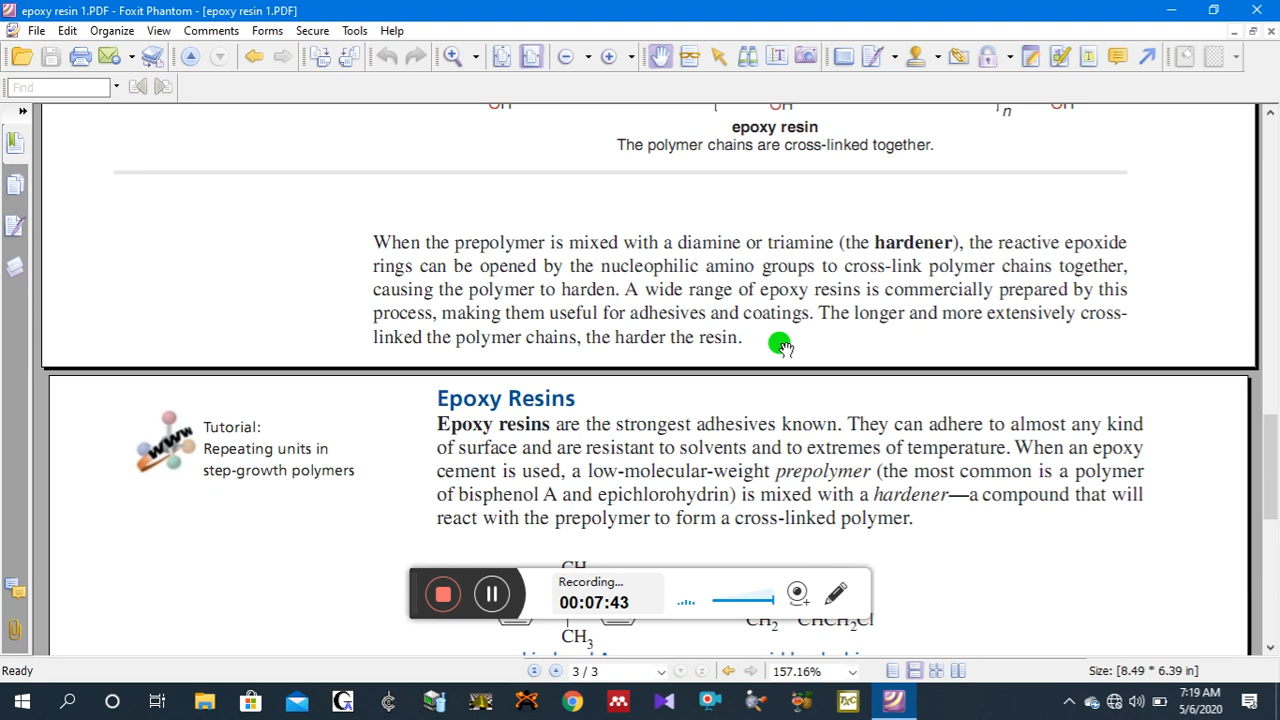 epoxy resin 1.PDF - Foxit Phantom - [epoxy resin 1.PDF]
File Edit Organize View Comments Forms Secure Tools Help
Find
OH OH n OH
epoxy resin
The polymer chains are cross-linked together.
When the prepolymer is mixed with a diamine or triamine (the hardener), the reactive epoxide
rings can be opened by the nucleophilic amino groups to cross-link polymer chains together,
causing the polymer to harden. A wide range of epoxy resins is commercially prepared by this
process, making them useful for adhesives and coatings. The longer and more extensively cross-
linked the polymer chains, the harder the resin.
Epoxy Resins
Tutorial:
Repeating units in
step-growth polymers
www
Epoxy resins are the strongest adhesives known. They can adhere to almost any kind
of surface and are resistant to solvents and to extremes of temperature. When an epoxy
cement is used, a low-molecular-weight prepolymer (the most common is a polymer
of bisphenol A and epichlorohydrin) is mixed with a hardener—a compound that will
react with the prepolymer to form a cross-linked polymer.
Recording...
00:07:43
CH3
CH2 CHCH2Cl
Ready
3 / 3
157.16%
Size: [8.49 * 6.39 in]
7:19 AM
5/6/2020